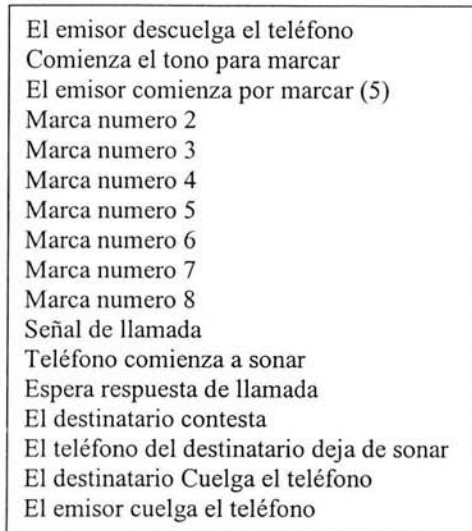 El emisor descuelga el teléfono
Comienza el tono para marcar
El emisor comienza por marcar (5)
Marca numero 2
Marca numero 3
Marca numero 4
Marca numero 5
Marca numero 6
Marca numero 7
Marca numero 8
Señal de llamada
Teléfono comienza a sonar
Espera respuesta de llamada
El destinatario contesta
El teléfono del destinatario deja de sonar
El destinatario Cuelga el teléfono
El emisor cuelga el teléfono